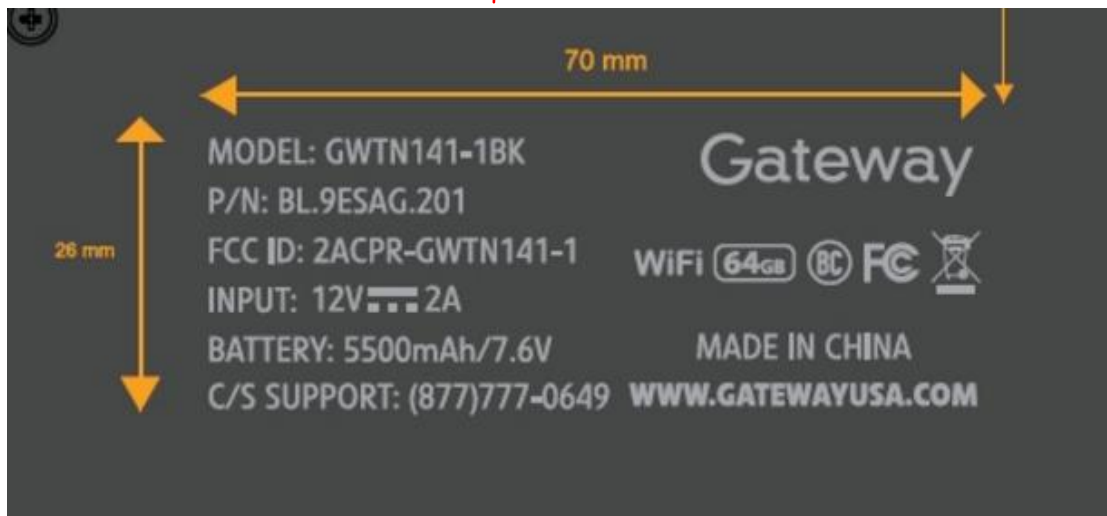 70 mm
26 mm
MODEL: GWTN141-1BK
P/N: BL.9ESAG.201
FCC ID: 2ACPR-GWTN141-1
INPUT: 12V 2A
BATTERY: 5500mAh/7.6V
C/S SUPPORT: (877)777-0649
Gateway
WiFi 64GB BC FC
MADE IN CHINA
WWW.GATEWAYUSA.COM